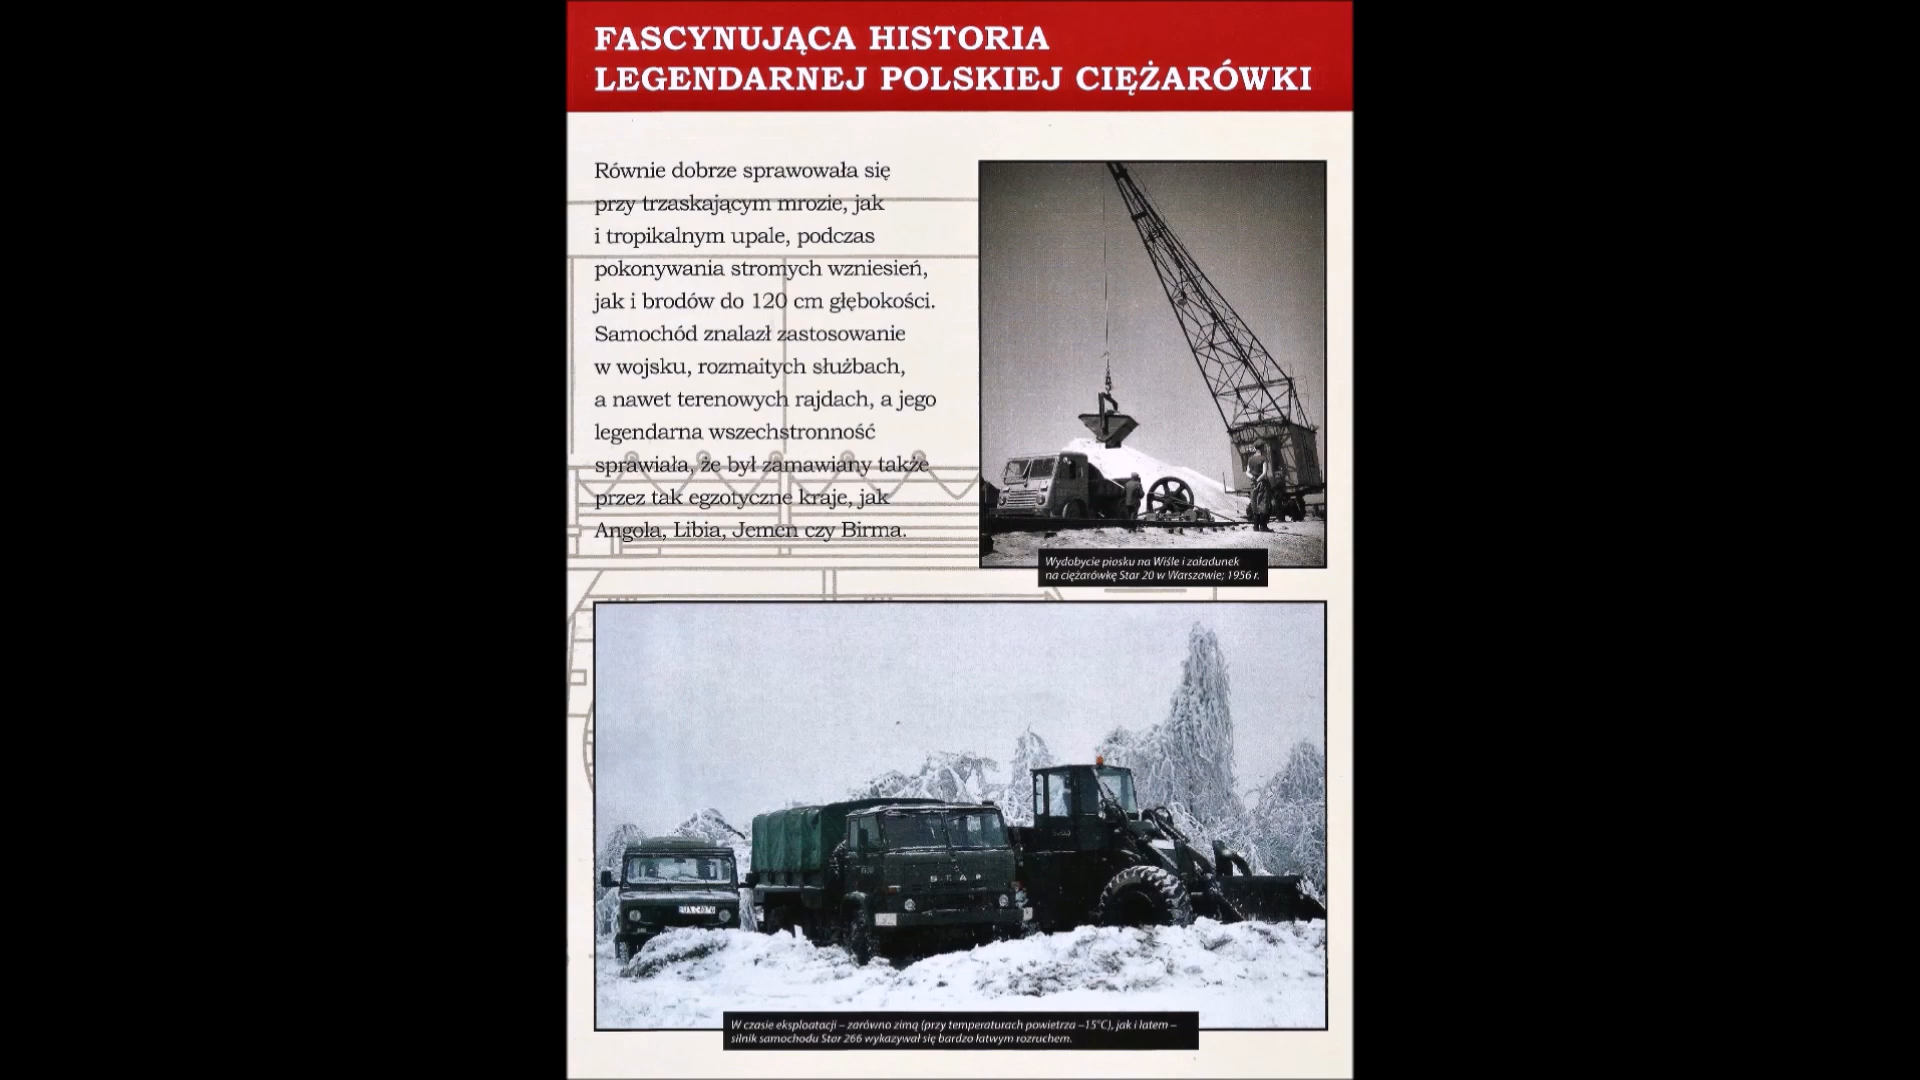 FASCYNUJĄCA HISTORIA
LEGENDARNEJ POLSKIEJ CIĘŻARÓWKI
Równie dobrze sprawowała się
przy trzaskającym mrozie, jak
i tropikalnym upale, podczas
pokonywania stromych wzniesień,
jak i brodów do 120 cm głębokości.
Samochód znalazł zastosowanie
w wojsku, rozmaitych służbach,
a nawet terenowych rajdach, a jego
legendarna wszechstronność
sprawiała, że był zamawiany także
przez tak egzotyczne kraje, jak
Angola, Libia, Jemen czy Birma.
Wydobycie piasku na Wiśle i załadunek
na ciężarówkę Star 20 w Warszawie; 1956 r.
STAR
W czasie eksploatacji – zarówno zimą (przy temperaturach powietrza –15°C), jak i latem –
silnik samochodu Star 266 wykazywał się bardzo łatwym rozruchem.